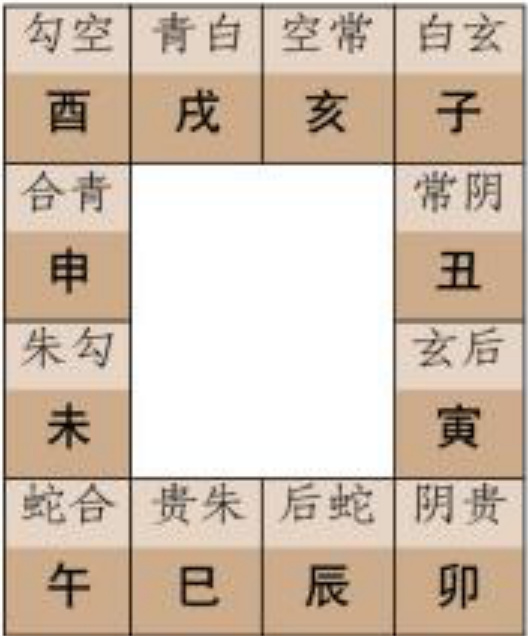 勾空 青白 空常 白玄
酉 戌 亥 子
合青 常阴
申 丑
朱勾 玄后
未 寅
蛇合 贵朱 后蛇 阴贵
午 巳 辰 卯